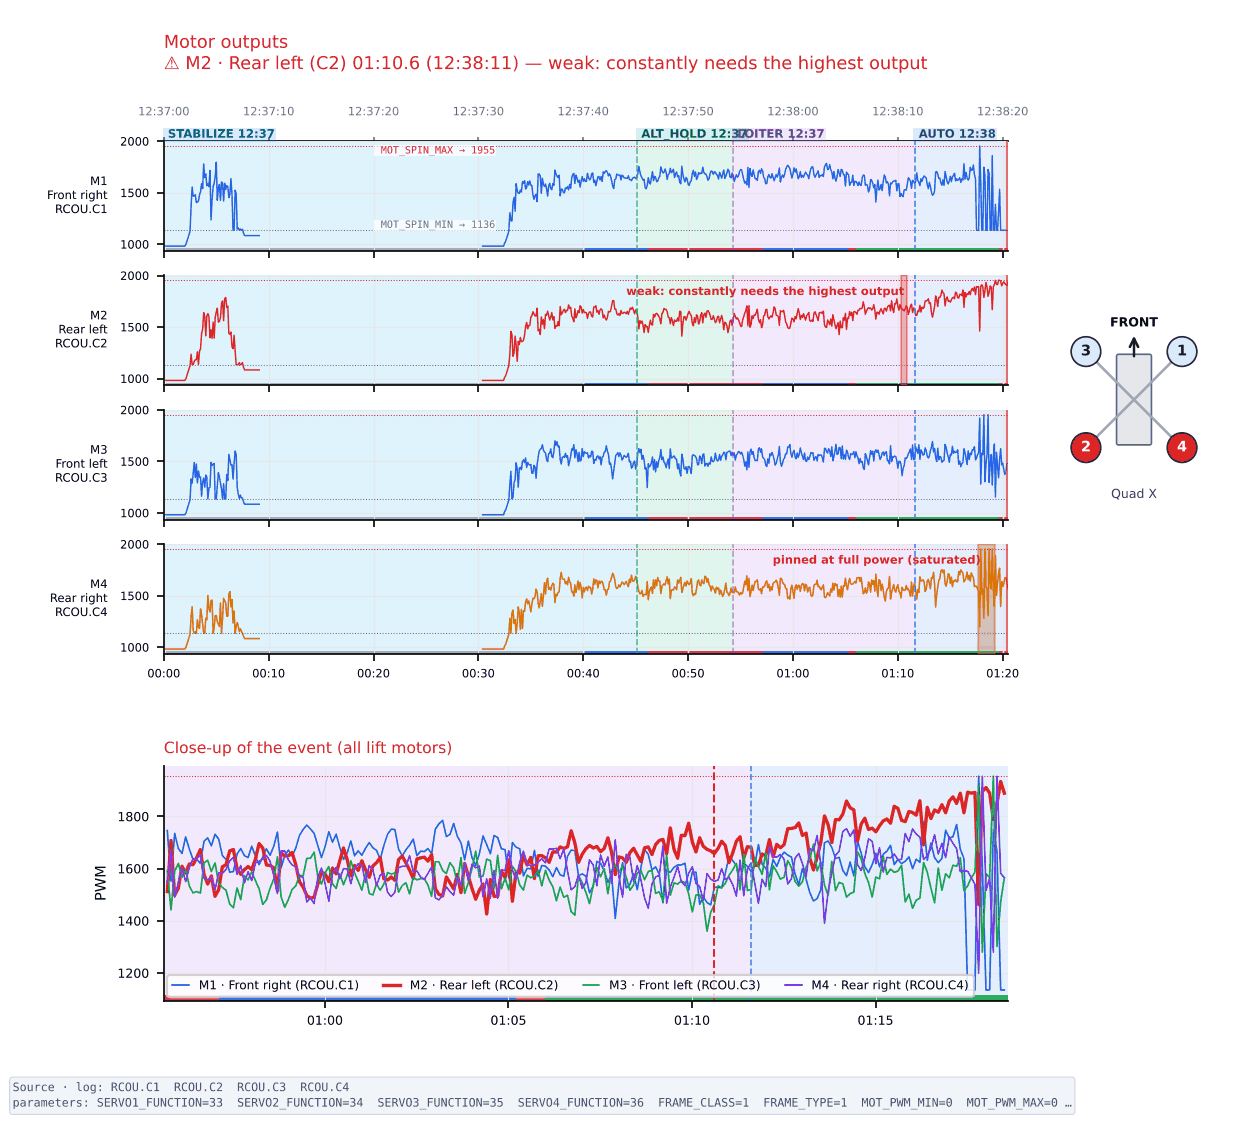 Motor outputs
⚠ M2 · Rear left (C2) 01:10.6 (12:38:11) — weak: constantly needs the highest output
12:37:00 12:37:10 12:37:20 12:37:30 12:37:40 12:37:50 12:38:00 12:38:10 12:38:20
STABILIZE 12:37 ALT_HOLD 12:37 LOITER 12:37 AUTO 12:38
2000
MOT_SPIN_MAX → 1955
M1
Front right
RCOU.C1
1500
MOT_SPIN_MIN → 1136
1000
2000
weak: constantly needs the highest output
M2
Rear left
RCOU.C2
1500
1000
FRONT
3 1
2 4
Quad X
2000
M3
Front left
RCOU.C3
1500
1000
2000
pinned at full power (saturated)
M4
Rear right
RCOU.C4
1500
1000
00:00 00:10 00:20 00:30 00:40 00:50 01:00 01:10 01:20
Close-up of the event (all lift motors)
PWM
1800
1600
1400
1200
M1 · Front right (RCOU.C1) M2 · Rear left (RCOU.C2) M3 · Front left (RCOU.C3) M4 · Rear right (RCOU.C4)
01:00 01:05 01:10 01:15
Source · log: RCOU.C1 RCOU.C2 RCOU.C3 RCOU.C4
parameters: SERVO1_FUNCTION=33 SERVO2_FUNCTION=34 SERVO3_FUNCTION=35 SERVO4_FUNCTION=36 FRAME_CLASS=1 FRAME_TYPE=1 MOT_PWM_MIN=0 MOT_PWM_MAX=0 …